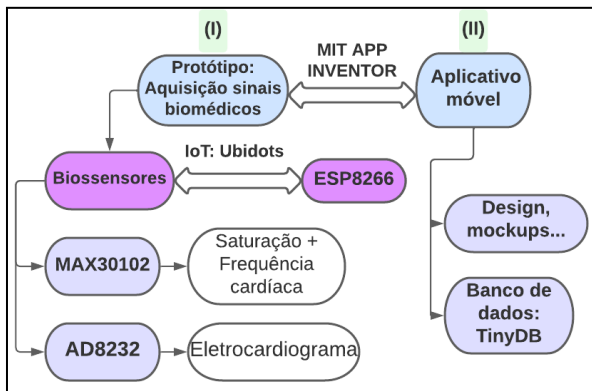 (I)
(II)
Protótipo:
Aquisição sinais
biomédicos
MIT APP
INVENTOR
Aplicativo
móvel
IoT: Ubidots
Biossensores
ESP8266
MAX30102
Saturação +
Frequência
cardíaca
AD8232
Eletrocardiograma
Design,
mockups...
Banco de
dados:
TinyDB